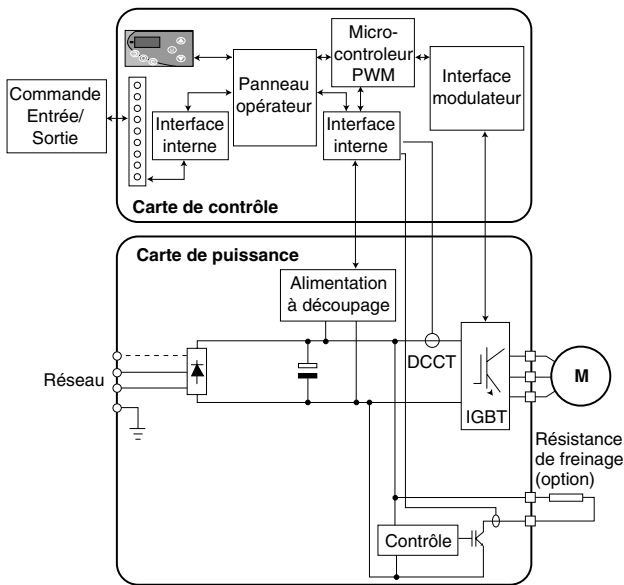 Micro-
controleur
PWM
Interface
modulateur
Panneau
opérateur
Commande
Entrée/
Sortie
Interface
interne
Interface
interne
Carte de contrôle
Carte de puissance
Alimentation
à découpage
DCCT
Réseau
IGBT
M
Résistance
de freinage
(option)
Contrôle